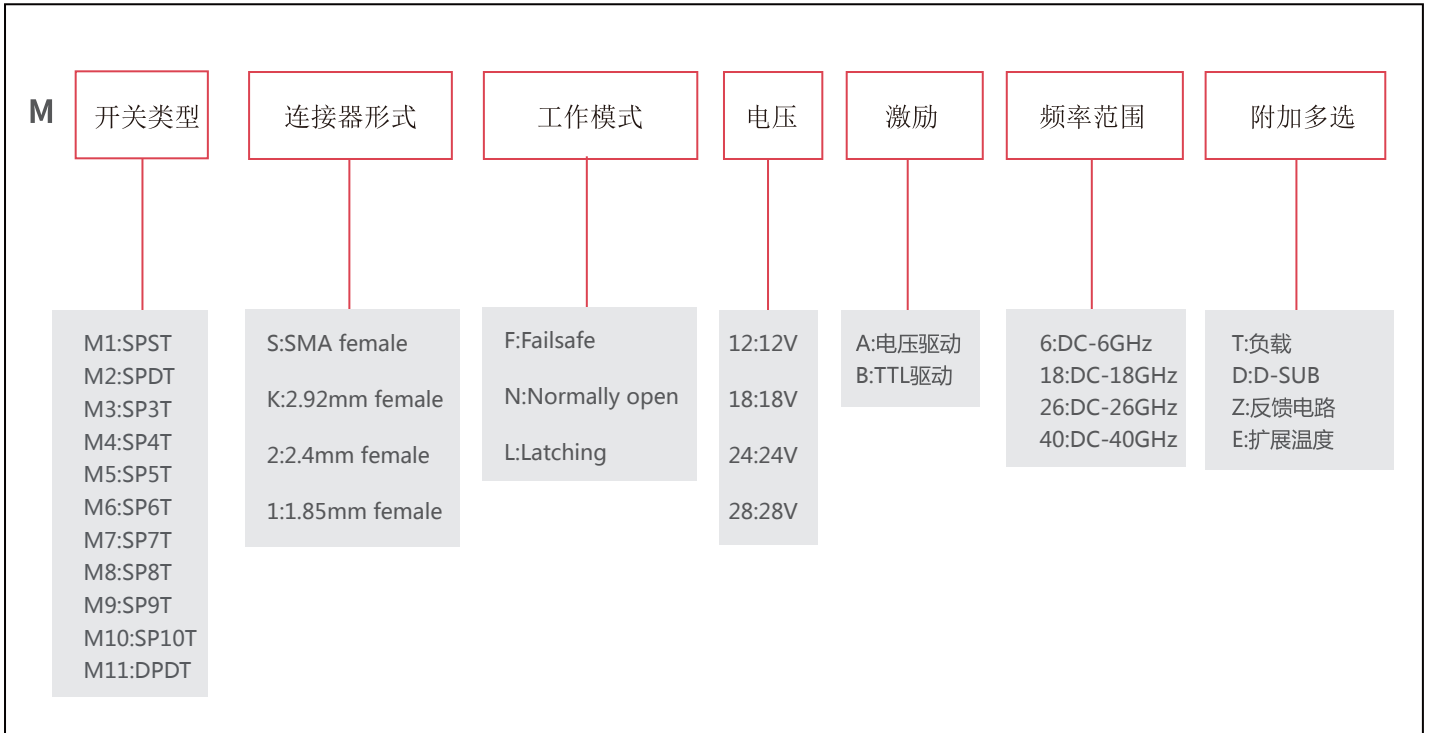 M
开关类型
连接器形式
工作模式
电压
激励
频率范围
附加多选
M1:SPST
M2:SPDT
M3:SP3T
M4:SP4T
M5:SP5T
M6:SP6T
M7:SP7T
M8:SP8T
M9:SP9T
M10:SP10T
M11:DPDT
S:SMA female
K:2.92mm female
2:2.4mm female
1:1.85mm female
F:Failsafe
N:Normally open
L:Latching
12:12V
18:18V
24:24V
28:28V
A:电压驱动
B:TTL驱动
6:DC-6GHz
18:DC-18GHz
26:DC-26GHz
40:DC-40GHz
T:负载
D:D-SUB
Z:反馈电路
E:扩展温度